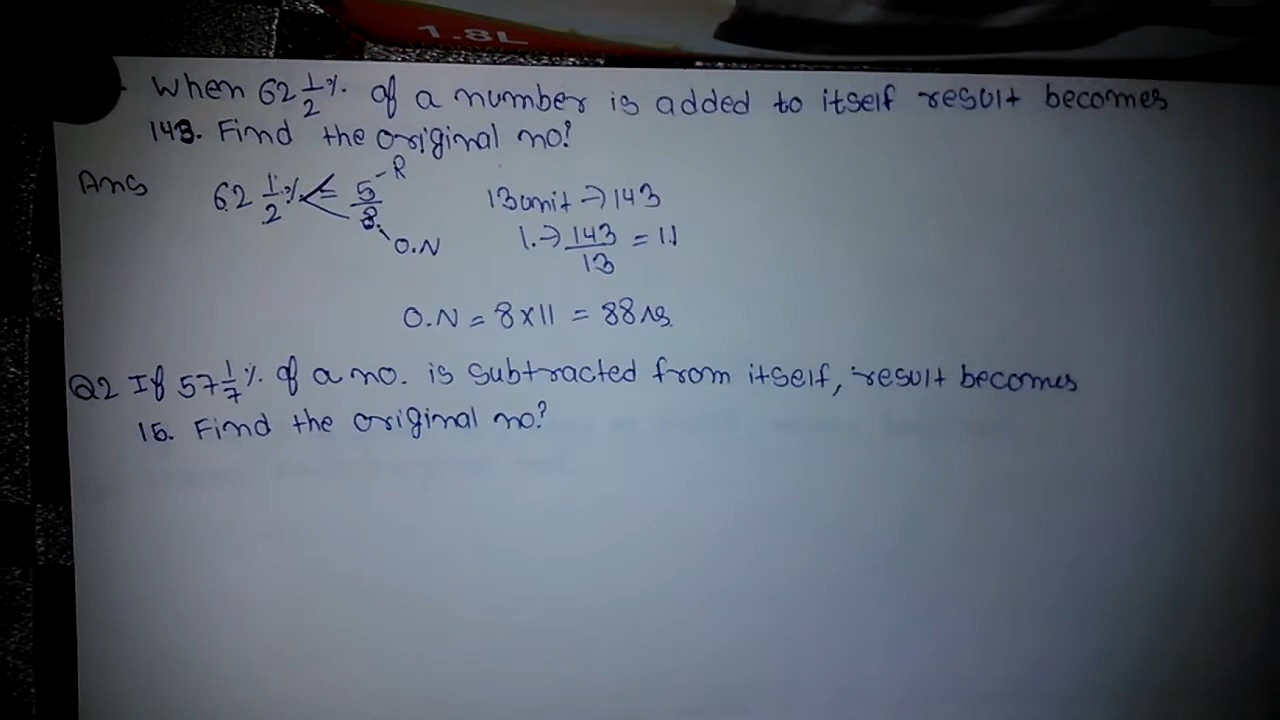 1.8L
When 62 1/2 % of a number is added to itself result becomes
143. Find the original no?
Ans 62 1/2 % = 5/8 - R
O.N
13 unit → 143
1. → 143/13 = 11
O.N = 8 x 11 = 88
Q2 If 57 1/7 % of a no. is subtracted from itself, result becomes
15. Find the original no?